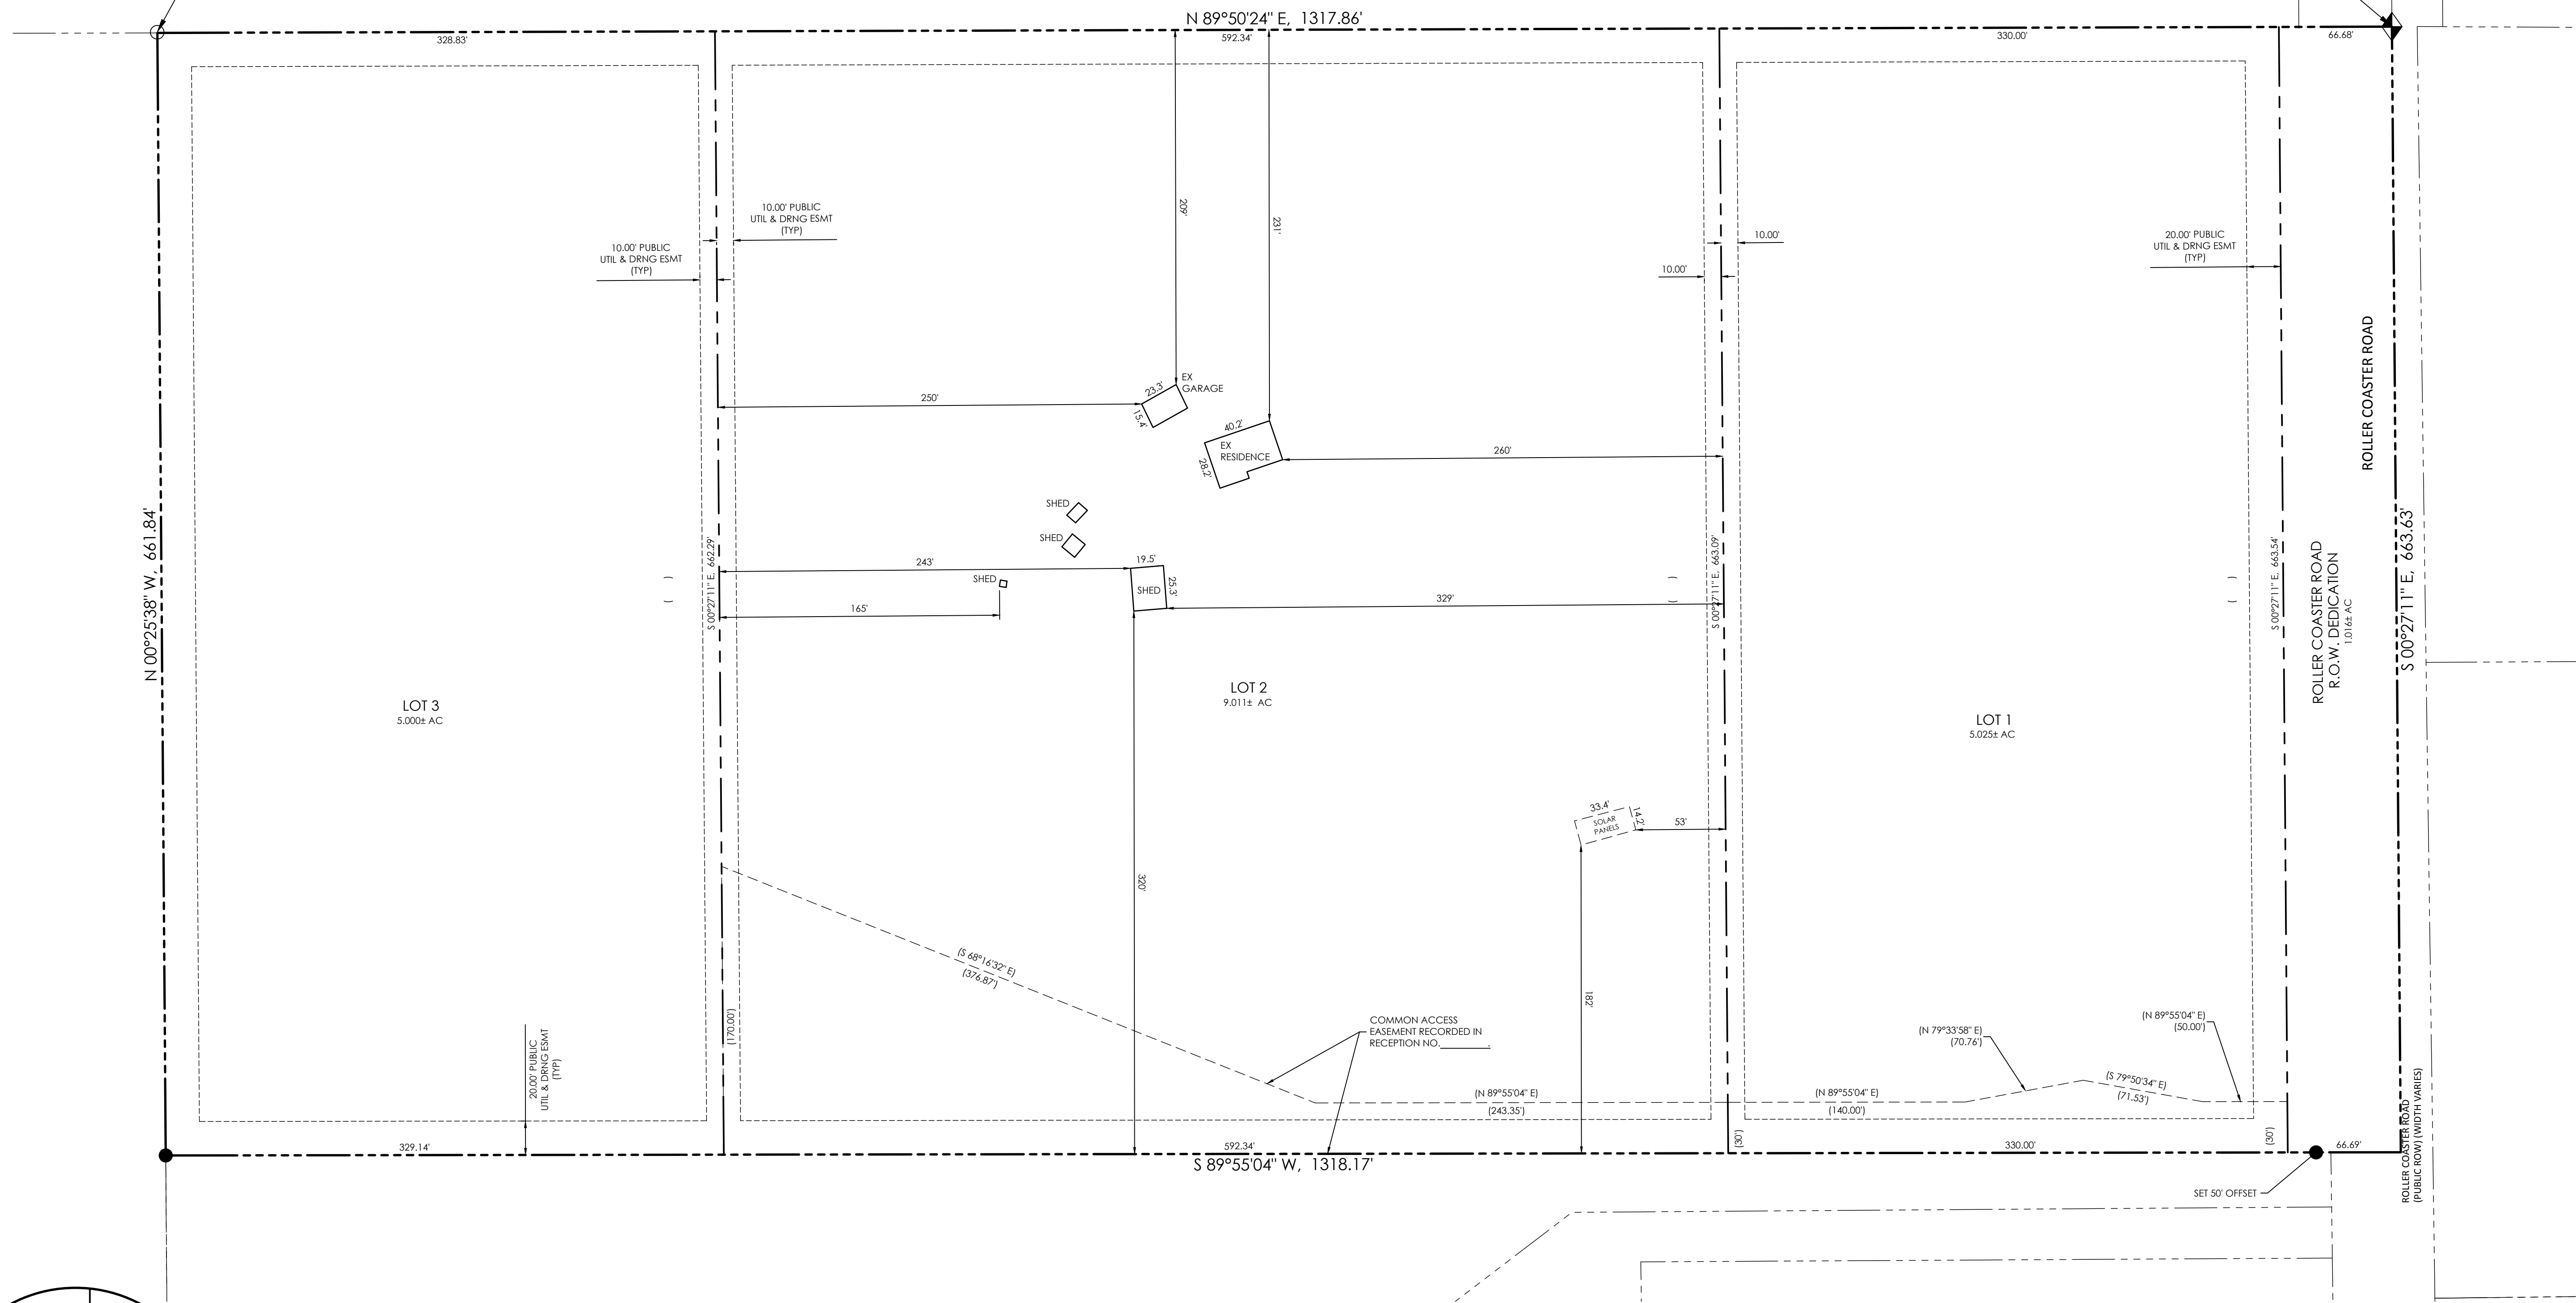 N 89°50'24" E, 1317.86'
328.83'
592.34'
330.00'
66.68'
10.00' PUBLIC
UTIL & DRNG ESMT
(TYP)
10.00' PUBLIC
UTIL & DRNG ESMT
(TYP)
209'
231'
10.00'
10.00'
20.00' PUBLIC
UTIL & DRNG ESMT
(TYP)
ROLLER COASTER ROAD
EX
GARAGE
23.3'
15.4'
250'
40.2'
EX
RESIDENCE
28.2'
260'
SHED
SHED
SHED
243'
165'
19.5'
SHED
25.3'
329'
N 00°25'38" W, 661.84'
S 00°27'11" E, 662.29'
( )
S 00°27'11" E, 663.09'
( )
S 00°27'11" E, 663.54'
( )
ROLLER COASTER ROAD
R.O.W. DEDICATION
1.016± AC
S 00°27'11" E, 663.63'
LOT 3
5.000± AC
LOT 2
9.011± AC
LOT 1
5.025± AC
33.4'
14.2'
SOLAR
PANELS
53'
320'
182'
(S 68°16'32" E)
(376.87')
(170.00')
COMMON ACCESS
EASEMENT RECORDED IN
RECEPTION NO.__________.
20.00' PUBLIC
UTIL & DRNG ESMT
(TYP)
(N 79°33'58" E)
(70.76')
(N 89°55'04" E)
(50.00')
(N 89°55'04" E)
(243.35')
(N 89°55'04" E)
(140.00')
(S 79°50'34" E)
(71.53')
(30')
(30')
329.14'
592.34'
330.00'
66.69'
S 89°55'04" W, 1318.17'
SET 50' OFFSET
ROLLER COASTER ROAD
(PUBLIC ROW) (WIDTH VARIES)